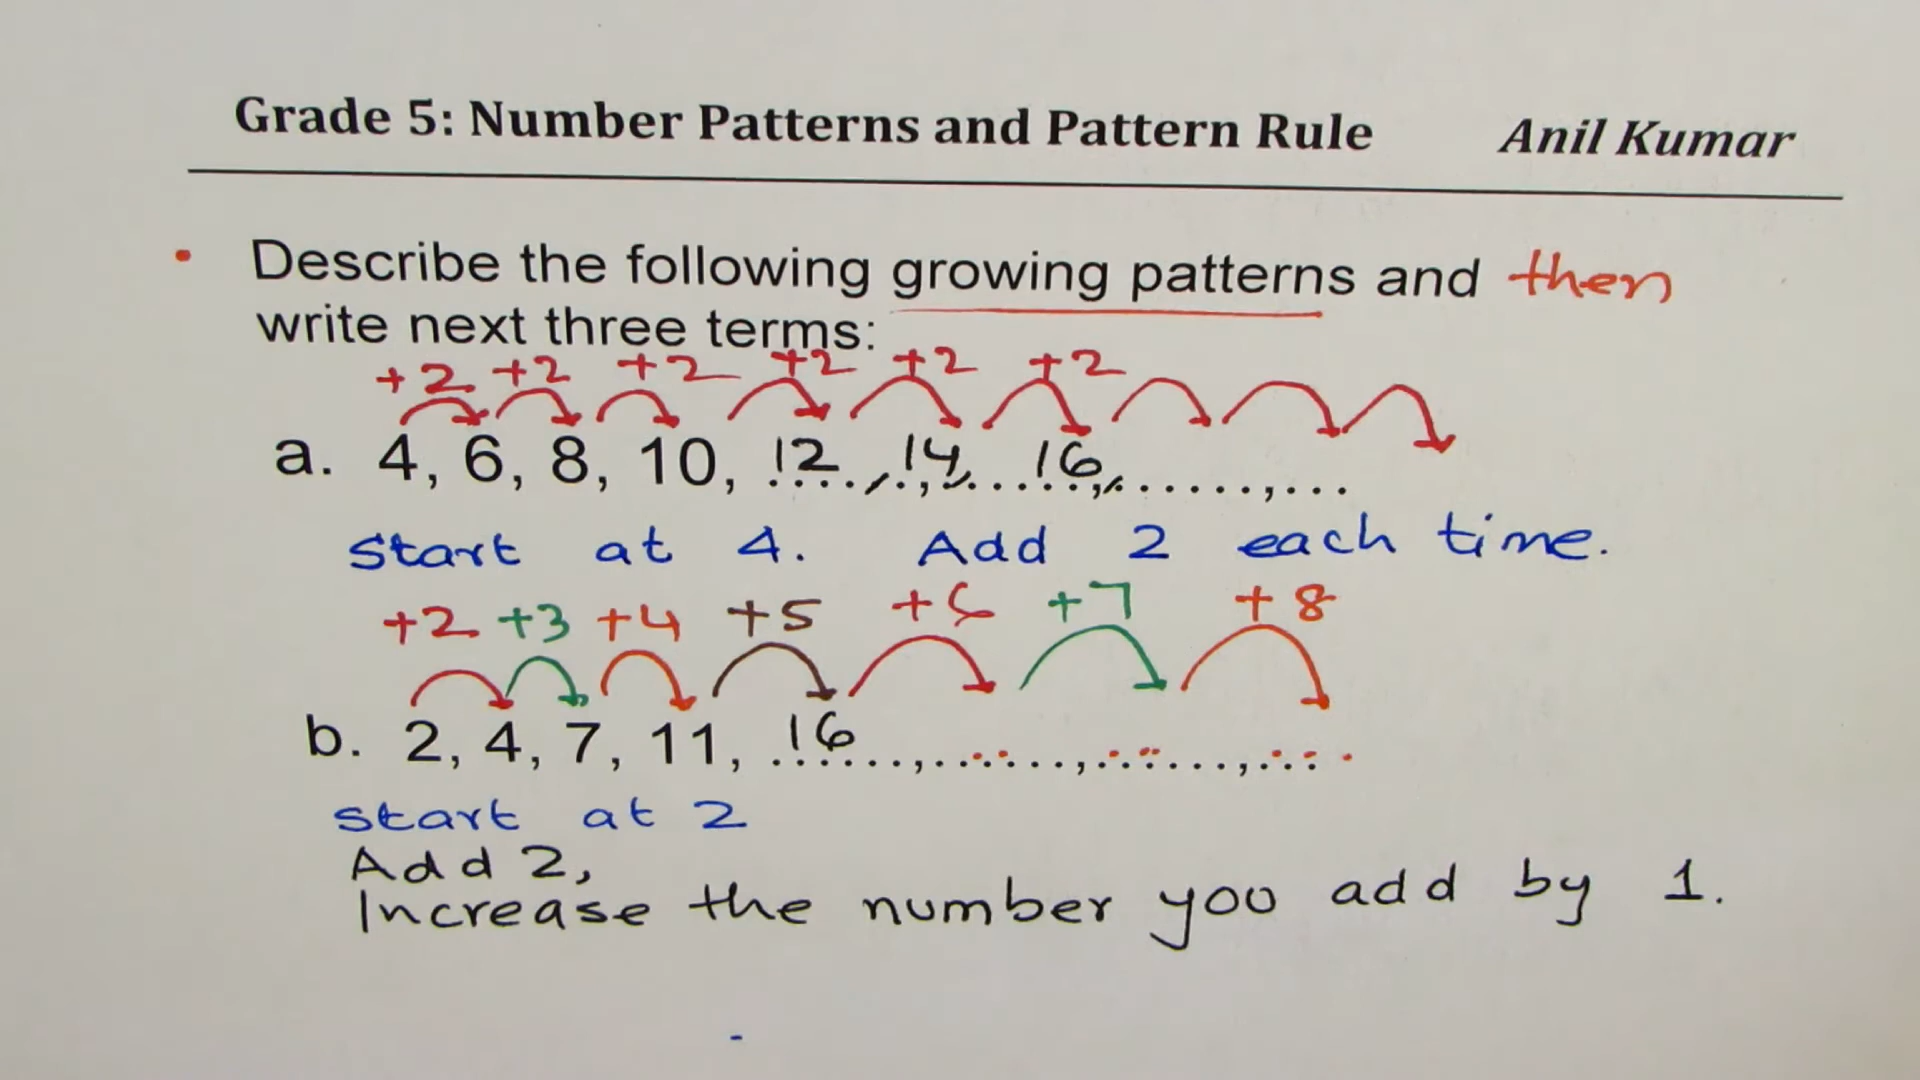 Grade 5: Number Patterns and Pattern Rule Anil Kumar
• Describe the following growing patterns and then
write next three terms:
+2 +2 +2 +2 +2 +2
a. 4, 6, 8, 10, 12, 14, 16, ......,...
Start at 4. Add 2 each time.
+2 +3 +4 +5 +6 +7 +8
b. 2, 4, 7, 11, 16......,.......,.......,....
Start at 2
Add 2,
Increase the number you add by 1.